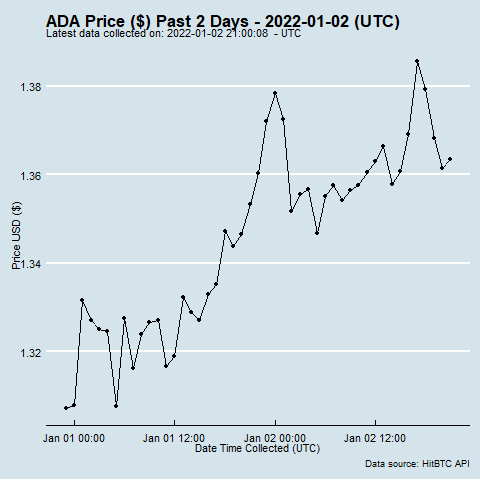 ADA Price ($) Past 2 Days - 2022-01-02 (UTC)
Latest data collected on: 2022-01-02 21:00:08  - UTC
1.38
1.36
1.34
1.32
Price USD ($)
Jan 01 00:00 Jan 01 12:00 Jan 02 00:00 Jan 02 12:00
Date Time Collected (UTC)
Data source: HitBTC API